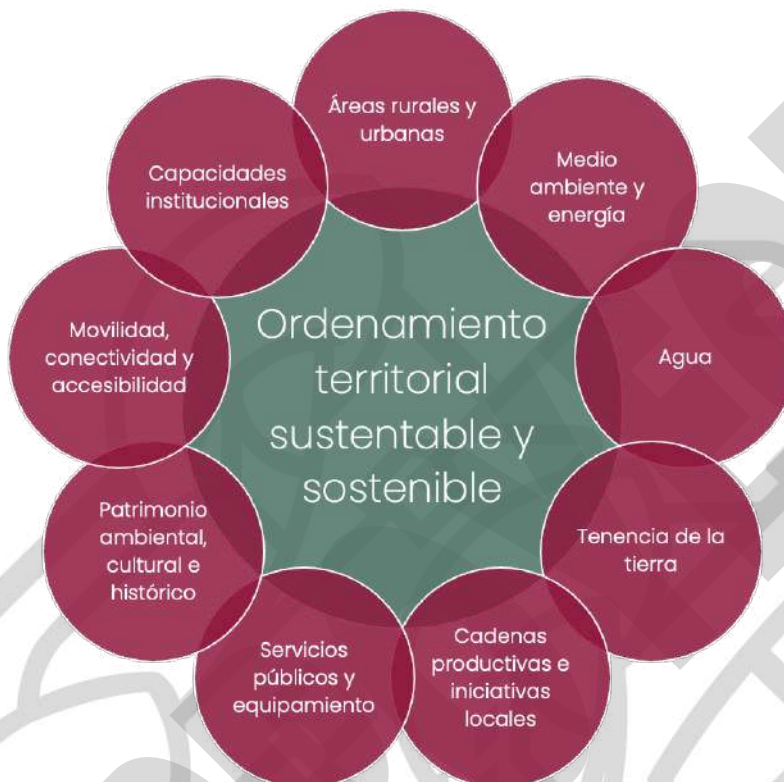 Áreas rurales y
urbanas
Medio
ambiente y
energía
Agua
Tenencia de la
tierra
Cadenas
productivas e
iniciativas
locales
Servicios
públicos y
equipamiento
Patrimonio
ambiental,
cultural e
histórico
Movilidad,
conectividad y
accesibilidad
Capacidades
institucionales
Ordenamiento
territorial
sustentable y
sostenible